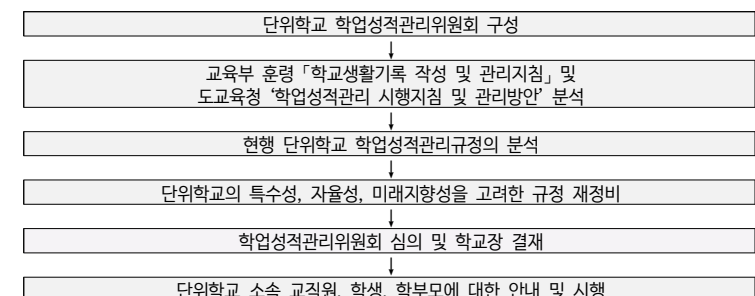 단위학교 학업성적관리위원회 구성
↓
교육부 훈령 「학교생활기록 작성 및 관리지침」 및
도교육청 ‘학업성적관리 시행지침 및 관리방안’ 분석
↓
현행 단위학교 학업성적관리규정의 분석
↓
단위학교의 특수성, 자율성, 미래지향성을 고려한 규정 재정비
↓
학업성적관리위원회 심의 및 학교장 결재
↓
단위학교 소속 교직원, 학생, 학부모에 대한 안내 및 시행